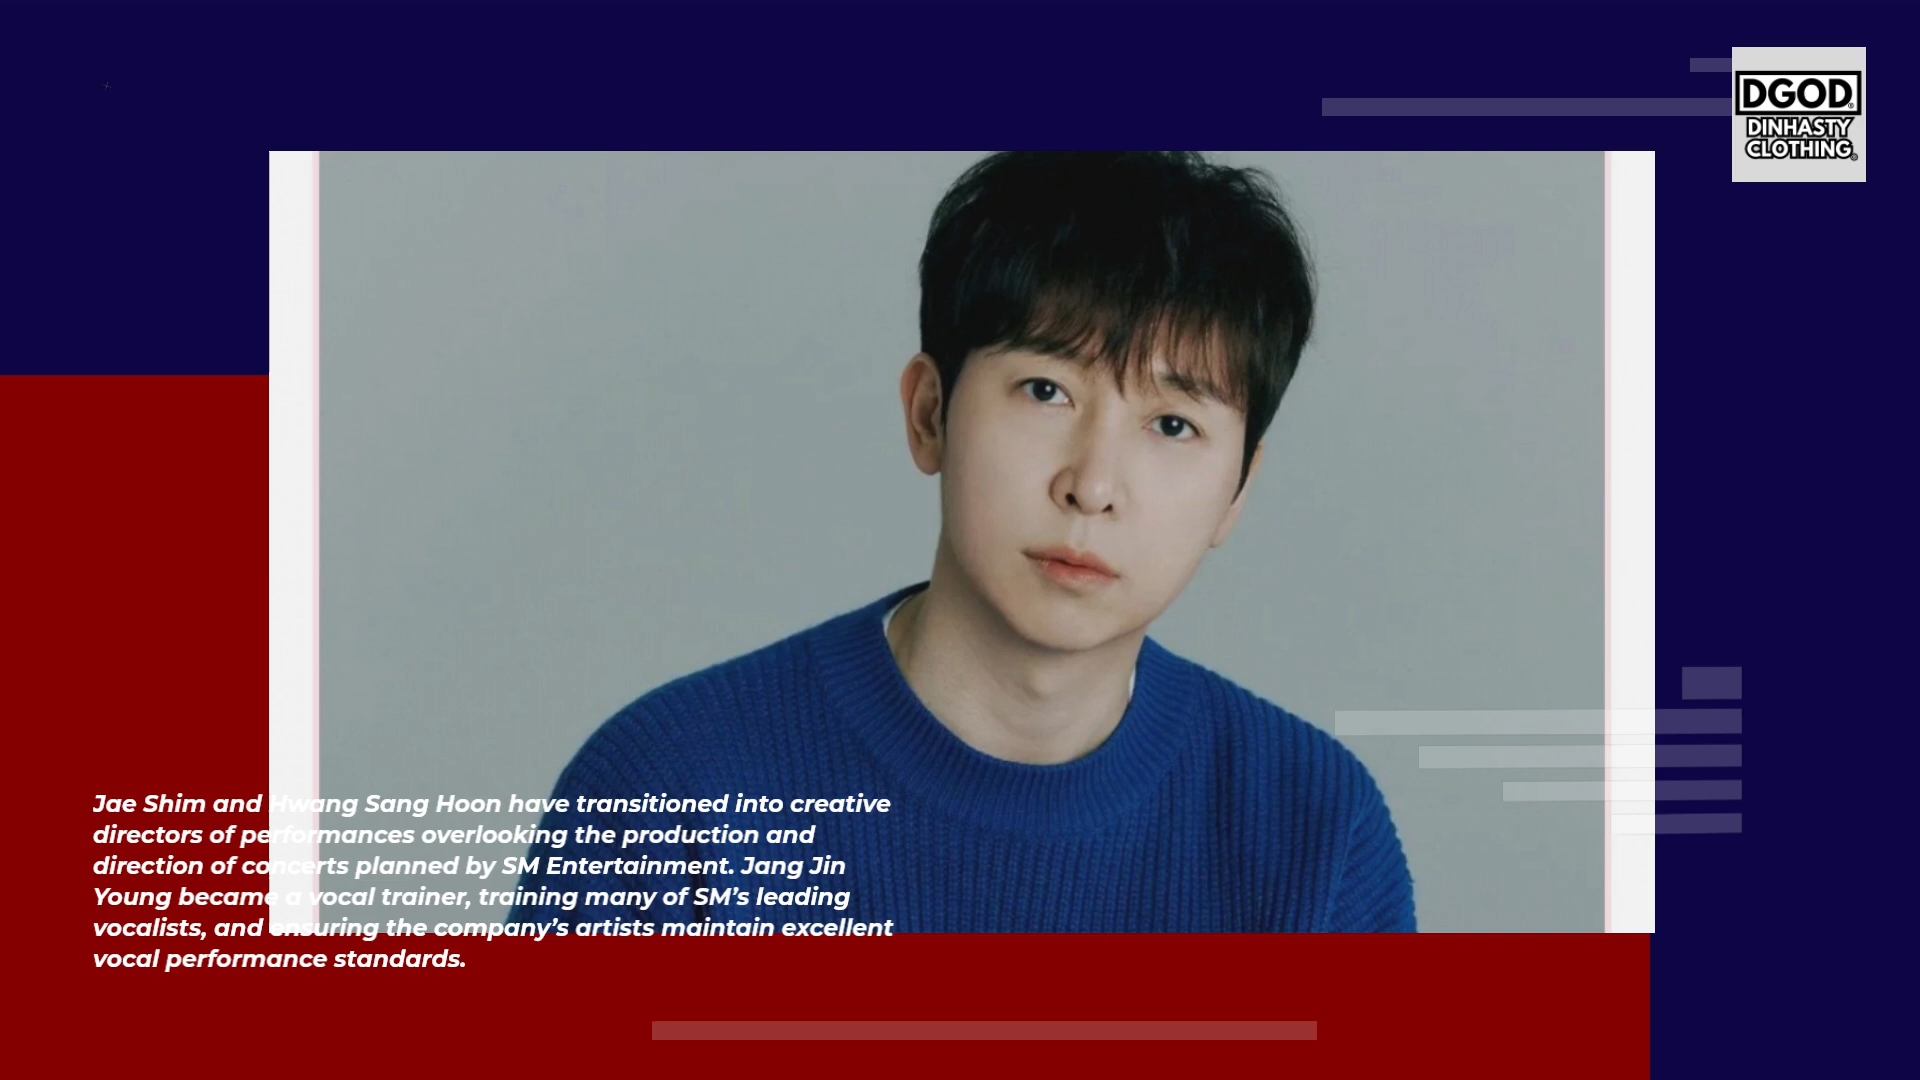 DGOD
DINHASTY
CLOTHING
Jae Shim and Hwang Sang Hoon have transitioned into creative
directors of performances overlooking the production and
direction of concerts planned by SM Entertainment. Jang Jin
Young became a vocal trainer, training many of SM’s leading
vocalists, and ensuring the company’s artists maintain excellent
vocal performance standards.